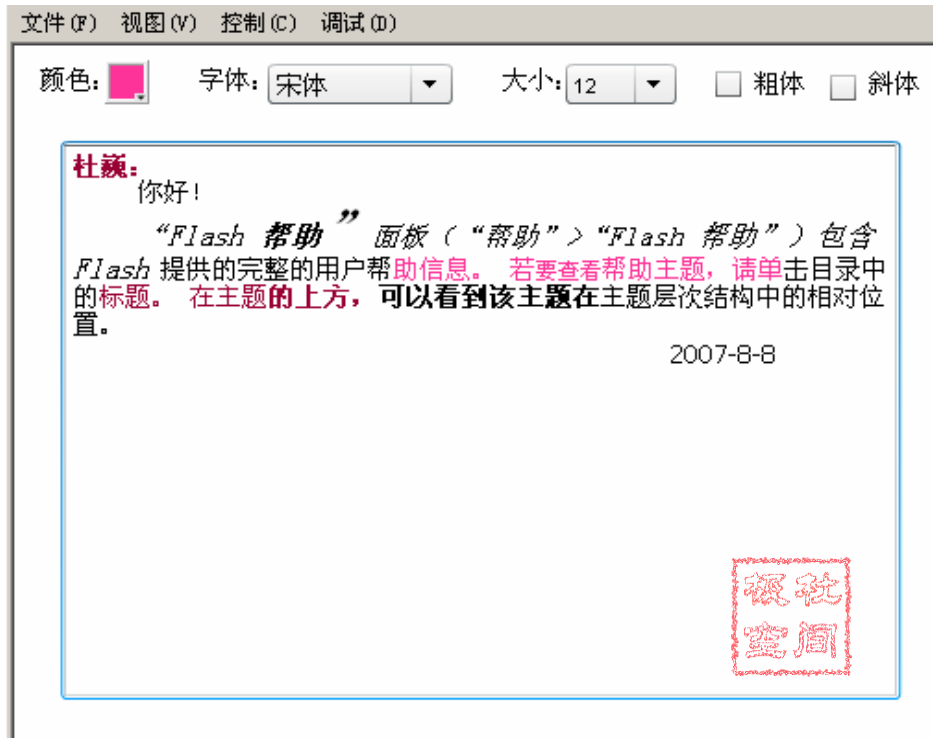 文件(F) 视图(V) 控制(C) 调试(D)
颜色: 字体: 宋体 大小: 12 粗体 斜体
杜巍：
你好！
“Flash 帮助” 面板（“帮助”>“Flash 帮助”）包含
Flash 提供的完整的用户帮助信息。 若要查看帮助主题，请单击目录中
的标题。 在主题的上方，可以看到该主题在主题层次结构中的相对位
置。
2007-8-8
空间